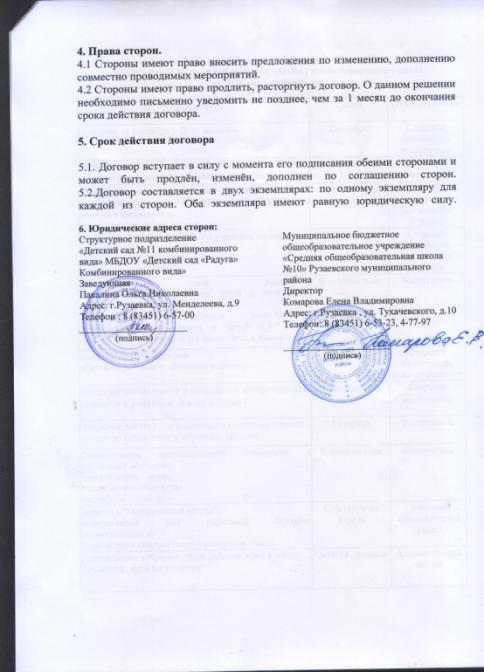 4. Права сторон.
4.1 Стороны имеют право вносить предложения по изменению, дополнению
совместно проводимых мероприятий.
4.2 Стороны имеют право продлить, расторгнуть договор. О данном решении
необходимо письменно уведомить не позднее, чем за 1 месяц до окончания
срока действия договора.
5. Срок действия договора
5.1. Договор вступает в силу с момента его подписания обеими сторонами и
может быть продлён, изменён, дополнен по соглашению сторон.
5.2.Договор составляется в двух экземплярах: по одному экземпляру для
каждой из сторон. Оба экземпляра имеют равную юридическую силу.
6. Юридические адреса сторон:
Структурное подразделение
«Детский сад №11 комбинированного
вида» МБДОУ «Детский сад «Радуга»
Комбинированного вида»
Заведующая
Пакалина Ольга Николаевна
Адрес: г.Рузаевка, ул. Менделеева, д.9
Телефон : 8 (83451) 6-57-00
(подпись)
Муниципальное бюджетное
общеобразовательное учреждение
«Средняя общеобразовательная школа
№10» Рузаевского муниципального
района
Директор
Комарова Елена Владимировна
Адрес: г.Рузаевка , ул. Тухачевского, д.10
Телефон: 8 (83451) 6-53-23, 4-77-97
Комарова Е.В.
(подпись)